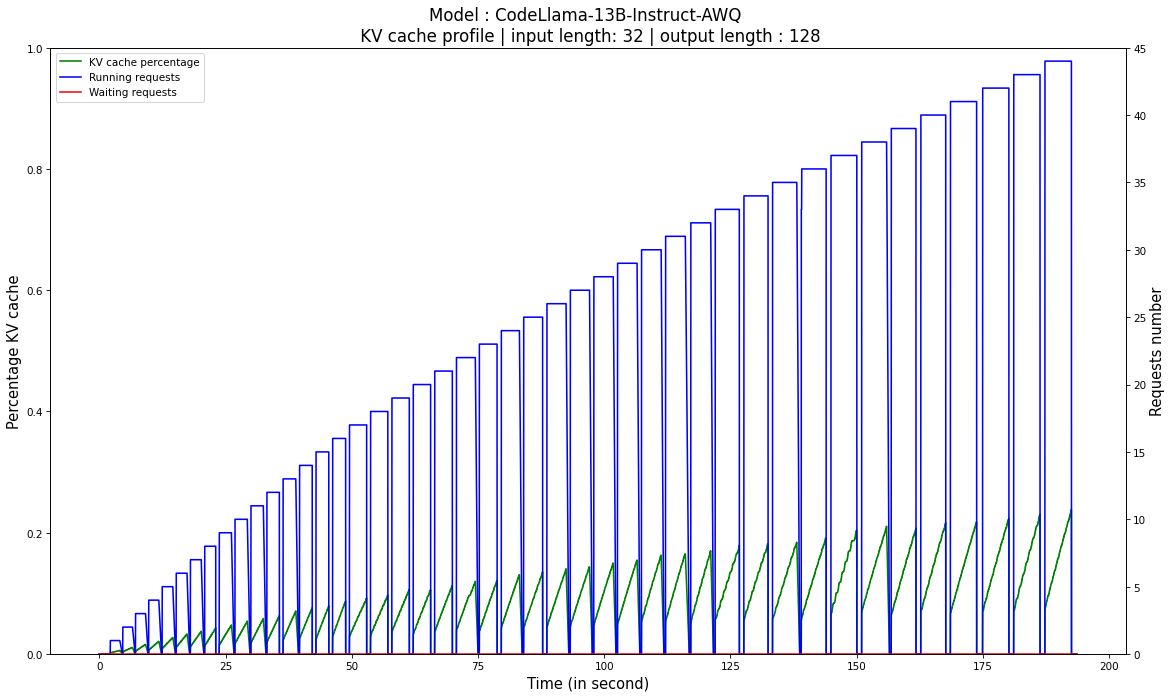 Model : CodeLlama-13B-Instruct-AWQ
KV cache profile | input length: 32 | output length : 128
KV cache percentage
Running requests
Waiting requests
Percentage KV cache
1.0
0.8
0.6
0.4
0.2
0.0
45
40
35
30
25
20
15
10
5
0
Requests number
0 25 50 75 100 125 150 175 200
Time (in second)